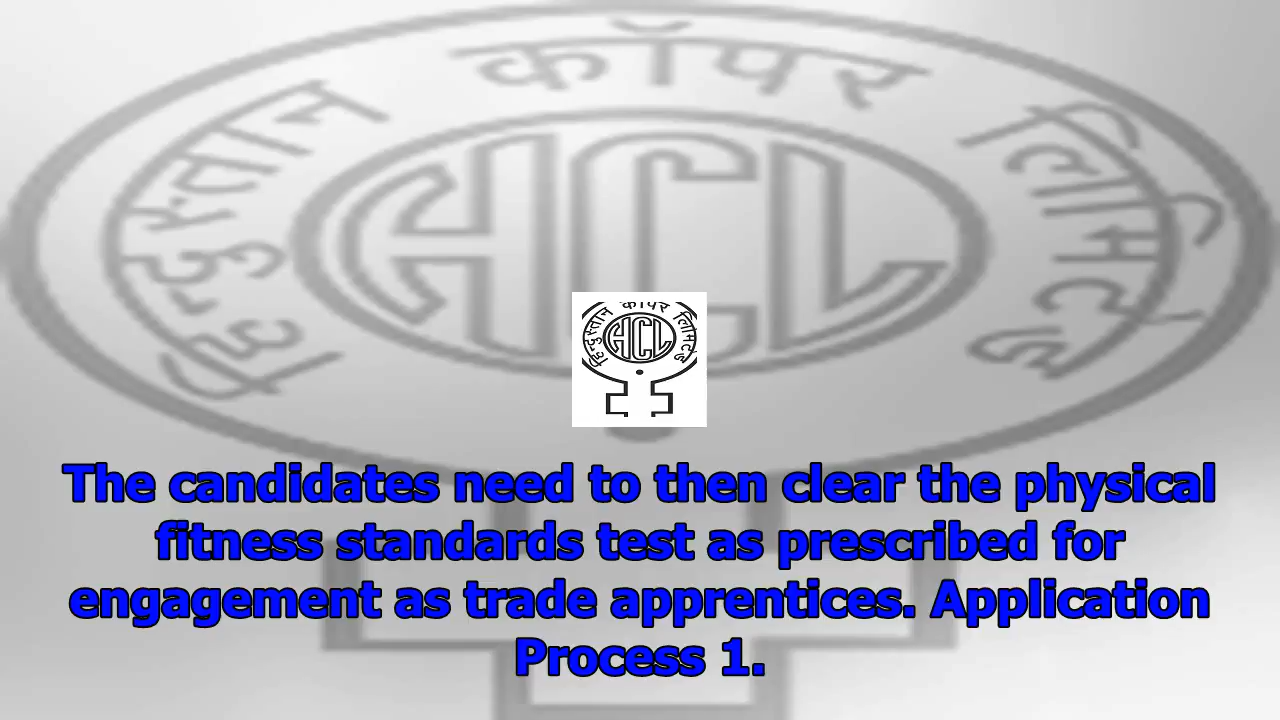 हिन्दुस्तान कॉपर लिमिटेड
HCL
हिन्दुस्तान कॉपर लिमिटेड
HCL
The candidates need to then clear the physical
fitness standards test as prescribed for
engagement as trade apprentices. Application
Process 1.